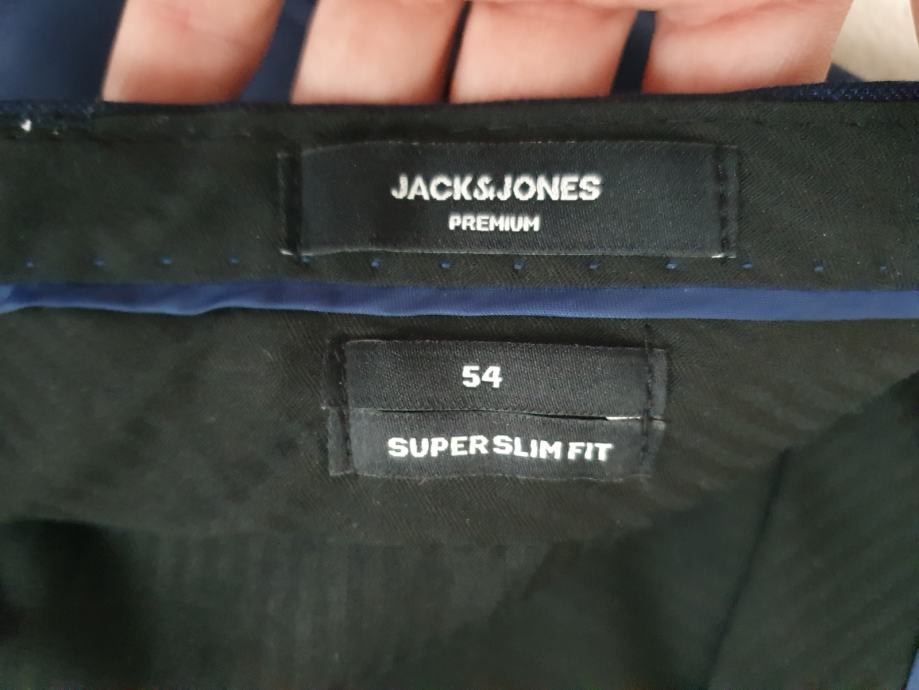 JACK&JONES
PREMIUM
54
SUPER SLIM FIT